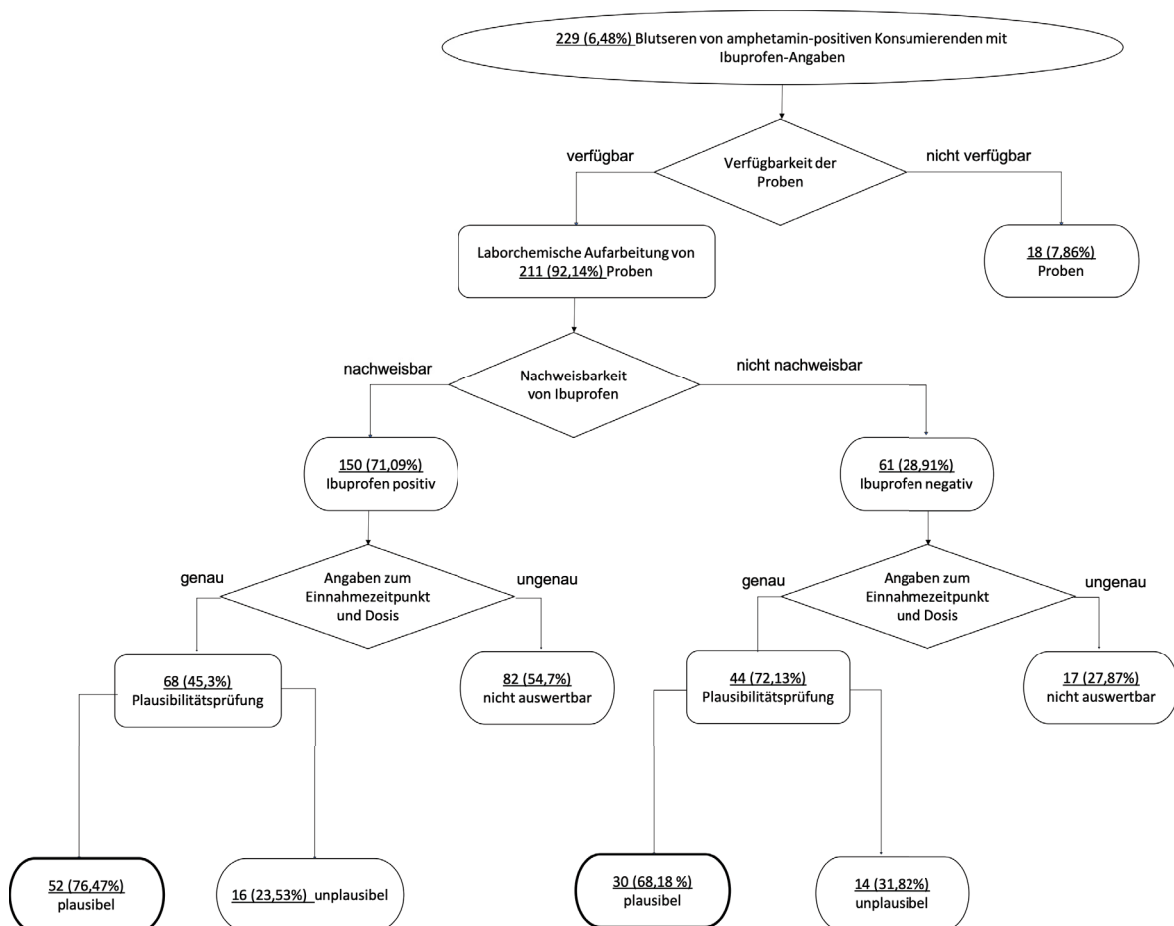 229 (6,48%) Blutseren von amphetamin-positiven Konsumierenden mit
Ibuprofen-Angaben
verfügbar
Verfügbarkeit der
Proben
nicht verfügbar
Laborchemische Aufarbeitung von
211 (92,14%) Proben
18 (7,86%)
Proben
nachweisbar
Nachweisbarkeit
von Ibuprofen
nicht nachweisbar
150 (71,09%)
Ibuprofen positiv
61 (28,91%)
Ibuprofen negativ
genau
Angaben zum
Einnahmezeitpunkt
und Dosis
ungenau
genau
Angaben zum
Einnahmezeitpunkt
und Dosis
ungenau
68 (45,3%)
Plausibilitätsprüfung
82 (54,7%)
nicht auswertbar
44 (72,13%)
Plausibilitätsprüfung
17 (27,87%)
nicht auswertbar
52 (76,47%)
plausibel
16 (23,53%) unplausibel
30 (68,18 %)
plausibel
14 (31,82%)
unplausibel